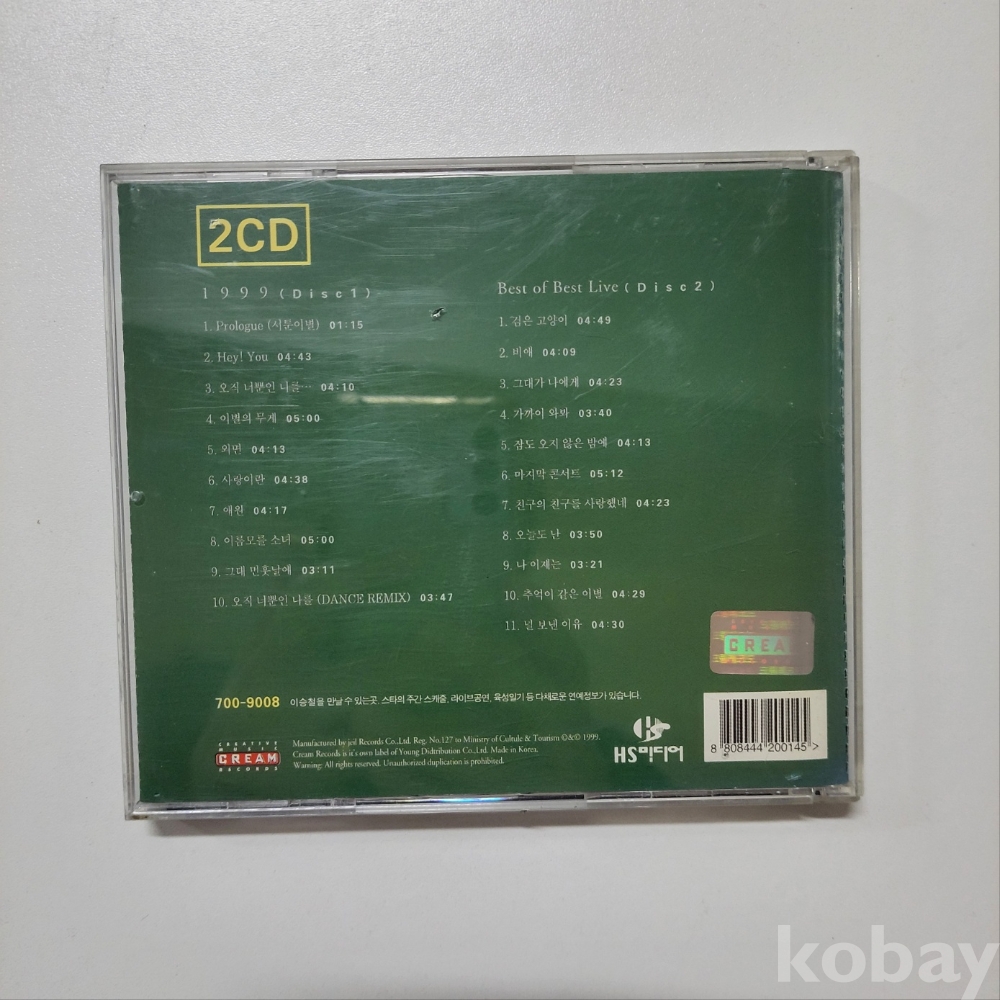 2CD
1999 (Disc1)
1. Prologue (서툰이별) 01:15
2. Hey! You 04:43
3. 오직 너뿐인 나를… 04:10
4. 이별의 무게 05:00
5. 외면 04:13
6. 사랑이란 04:38
7. 애원 04:17
8. 이름모를 소녀 05:00
9. 그대 먼훗날에 03:11
10. 오직 너뿐인 나를 (DANCE REMIX) 03:47
Best of Best Live (Disc2)
1. 검은 고양이 04:49
2. 비애 04:09
3. 그대가 나에게 04:23
4. 가까이 와봐 03:40
5. 잠도 오지 않은 밤에 04:13
6. 마지막 콘서트 05:12
7. 친구의 친구를 사랑했네 04:23
8. 오늘도 난 03:50
9. 나 이제는 03:21
10. 추억이 같은 이별 04:29
11. 널 보낸 이유 04:30
CREA
700-9008 이승철을 만날 수 있는곳. 스타의 주간 스캐줄, 라이브공연, 육성일기 등 다채로운 연예정보가 있습니다.
CREATIVE
MUSIC
CREAM
RECORDS
Manufactured by jeil Records Co.,Ltd. Reg. No.127 to Ministry of Cultrule & Tourism ©&℗ 1999.
Cream Records is it's own label of Young Didtribution Co.,Ltd. Made in Korea.
Warning: All rights reserved. Unauthorized duplication is prohibited.
HS미디어
8 808444 200145 >
kobay